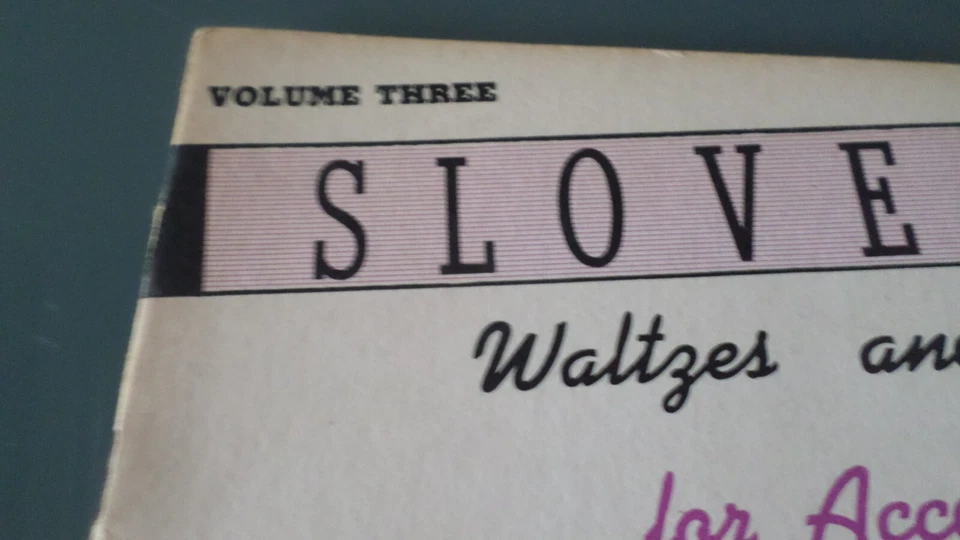 VOLUME THREE
SLOVE
Waltzes an
for Acc